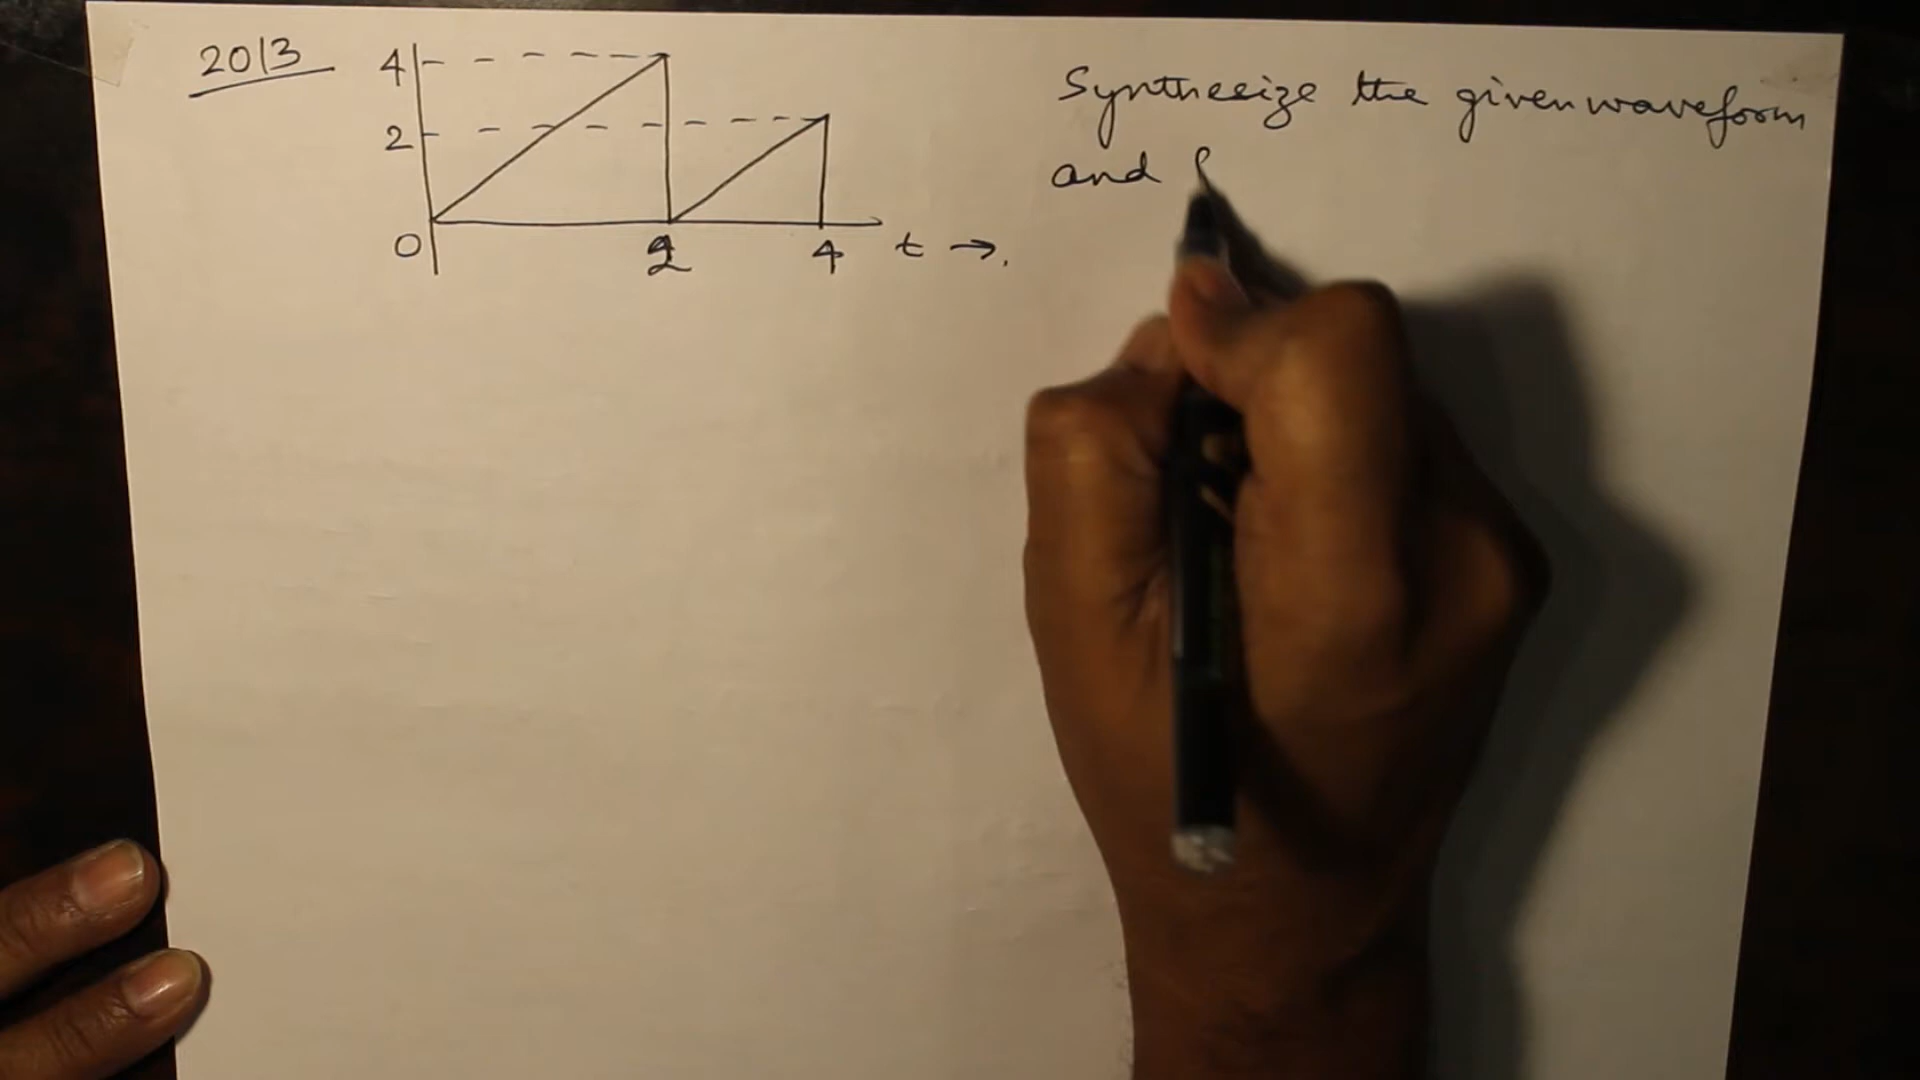 2013
4
2
0 2 4 t →
Synthesize the given waveform
and